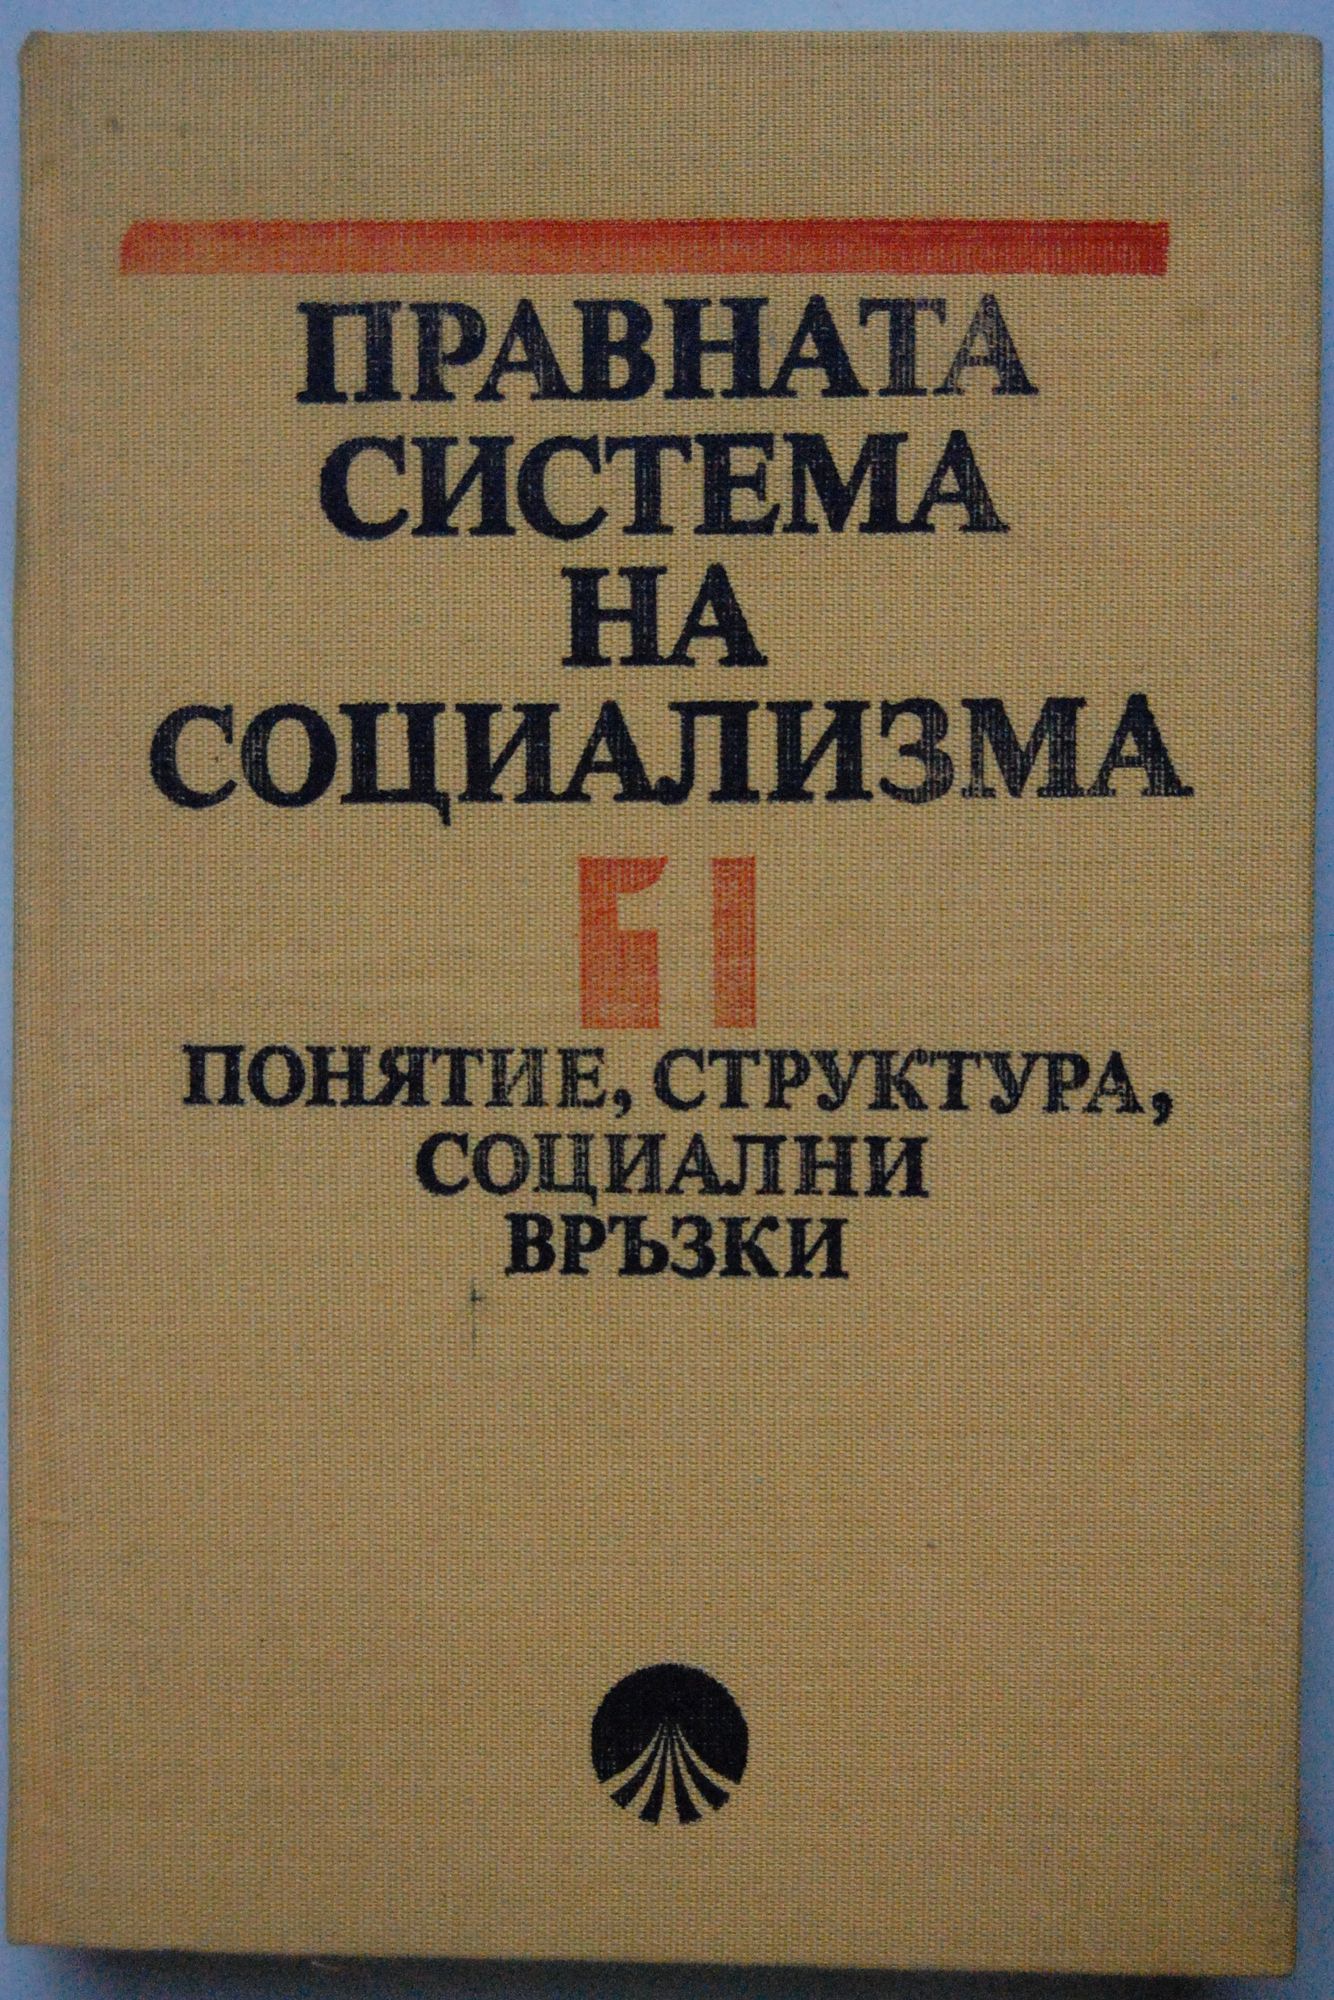 ПРАВНАТА
СИСТЕМА
НА
СОЦИАЛИЗМА
1
ПОНЯТИЕ, СТРУКТУРА,
СОЦИАЛНИ
ВРЪЗКИ